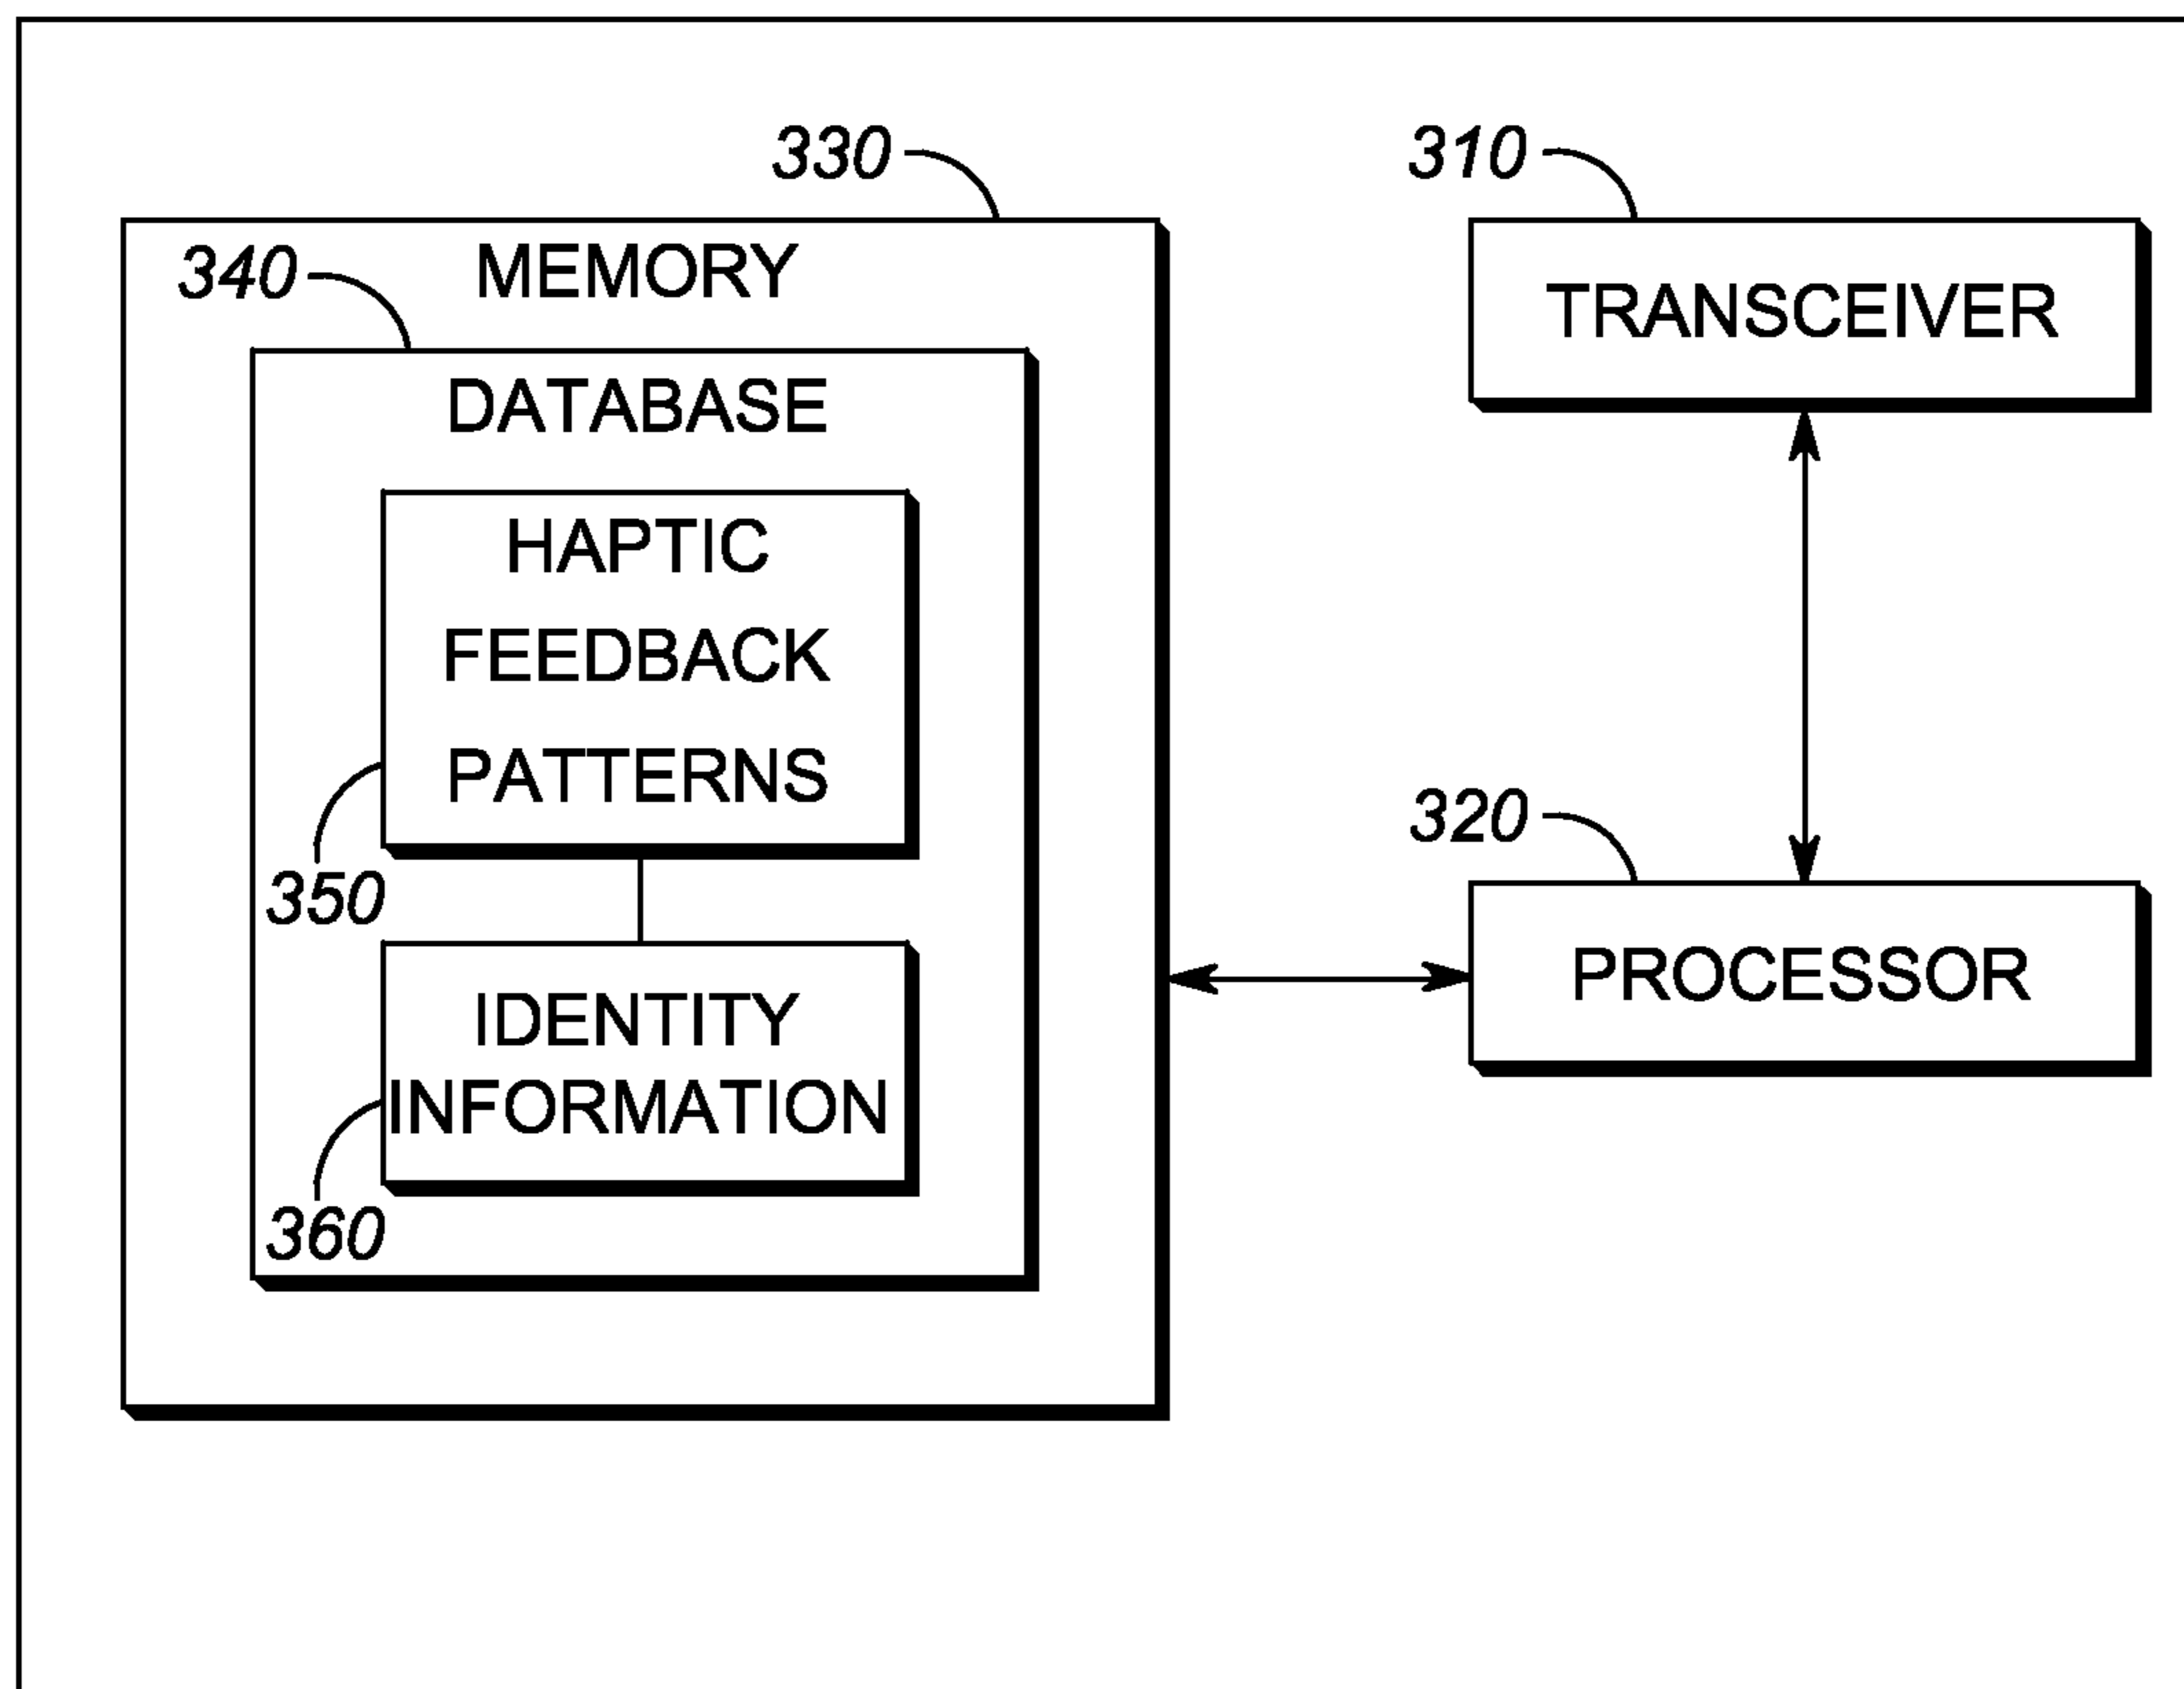 330
310
340
MEMORY
TRANSCEIVER
DATABASE
HAPTIC
FEEDBACK
PATTERNS
350
320
PROCESSOR
IDENTITY
INFORMATION
360